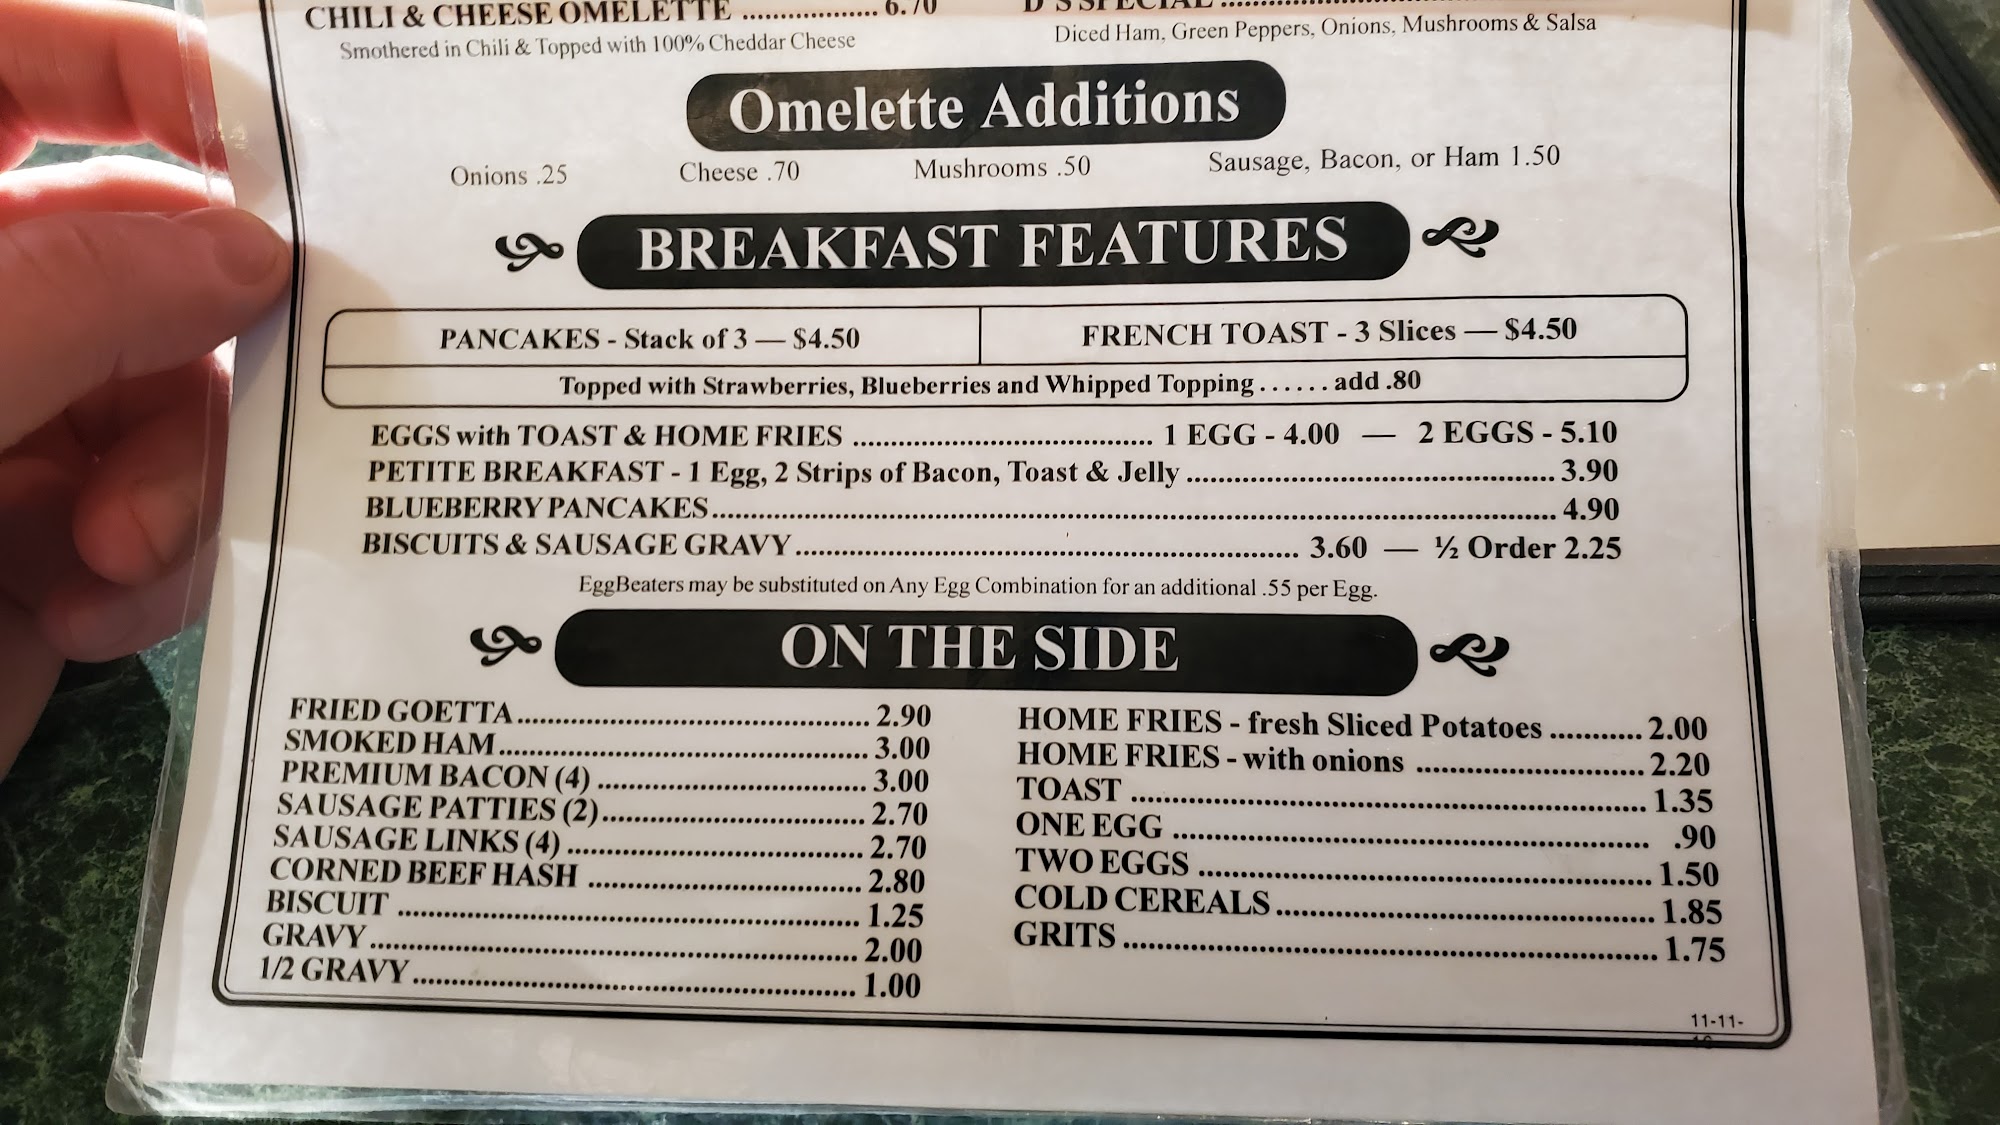 CHILI & CHEESE OMELETTE .................. 6.70
Smothered in Chili & Topped with 100% Cheddar Cheese
D'S SPECIAL
Diced Ham, Green Peppers, Onions, Mushrooms & Salsa
Omelette Additions
Onions .25 Cheese .70 Mushrooms .50 Sausage, Bacon, or Ham 1.50
BREAKFAST FEATURES
PANCAKES - Stack of 3 — $4.50
FRENCH TOAST - 3 Slices — $4.50
Topped with Strawberries, Blueberries and Whipped Topping ...... add .80
EGGS with TOAST & HOME FRIES .................................... 1 EGG - 4.00 — 2 EGGS - 5.10
PETITE BREAKFAST - 1 Egg, 2 Strips of Bacon, Toast & Jelly ............................................. 3.90
BLUEBERRY PANCAKES .................................................................................. 4.90
BISCUITS & SAUSAGE GRAVY ............................................................ 3.60 — ½ Order 2.25
EggBeaters may be substituted on Any Egg Combination for an additional .55 per Egg.
ON THE SIDE
FRIED GOETTA .......................................... 2.90
SMOKED HAM ............................................ 3.00
PREMIUM BACON (4) ................................ 3.00
SAUSAGE PATTIES (2) ............................... 2.70
SAUSAGE LINKS (4) ................................... 2.70
CORNED BEEF HASH ................................ 2.80
BISCUIT ...................................................... 1.25
GRAVY ......................................................... 2.00
1/2 GRAVY .................................................... 1.00
HOME FRIES - fresh Sliced Potatoes ........... 2.00
HOME FRIES - with onions ........................... 2.20
TOAST ............................................................ 1.35
ONE EGG ....................................................... .90
TWO EGGS ..................................................... 1.50
COLD CEREALS ............................................ 1.85
GRITS .............................................................. 1.75
11-11-